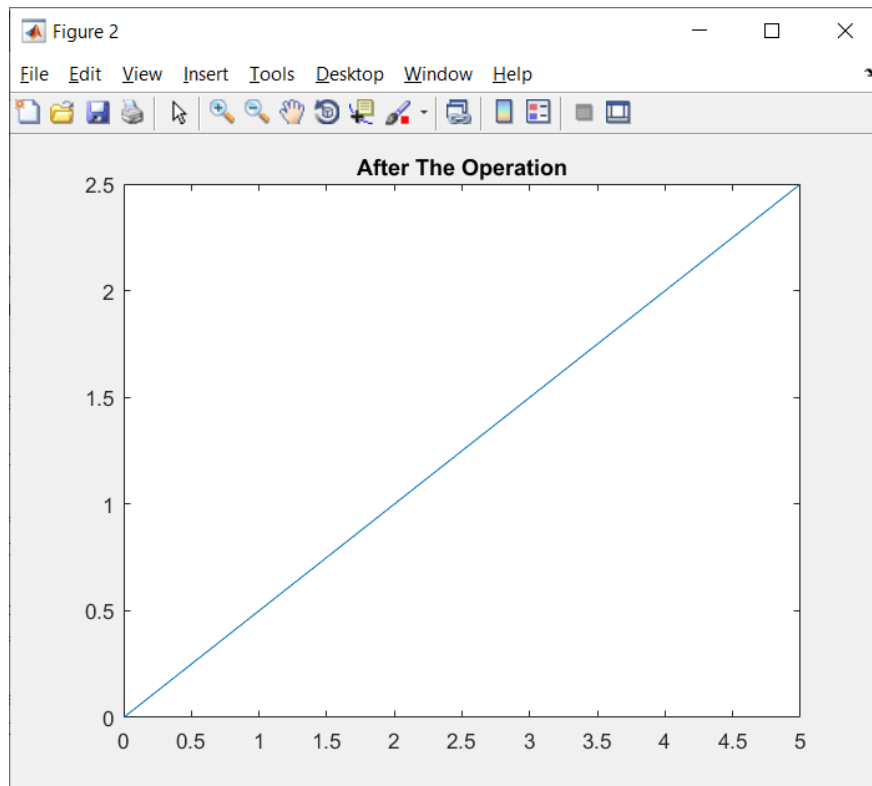 Figure 2
File Edit View Insert Tools Desktop Window Help
After The Operation
2.5
2
1.5
1
0.5
0
0 0.5 1 1.5 2 2.5 3 3.5 4 4.5 5